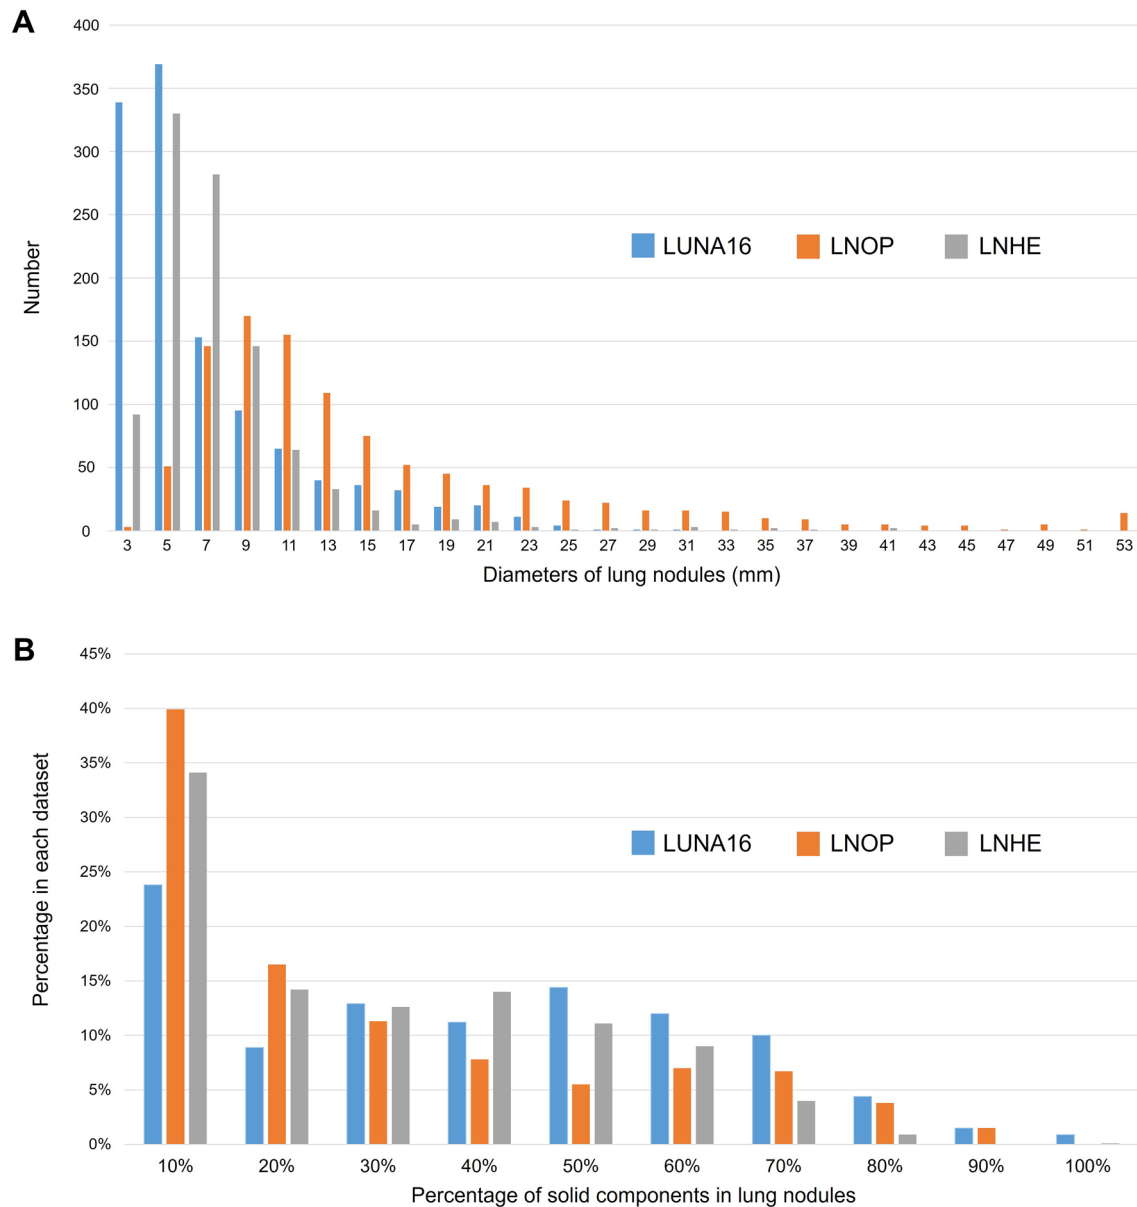 A
400
350
300
250
200
150
100
50
0
Number
LUNA16 LNOP LNHE
3 5 7 9 11 13 15 17 19 21 23 25 27 29 31 33 35 37 39 41 43 45 47 49 51 53
Diameters of lung nodules (mm)
B
45%
40%
35%
30%
25%
20%
15%
10%
5%
0%
Percentage in each dataset
LUNA16 LNOP LNHE
10% 20% 30% 40% 50% 60% 70% 80% 90% 100%
Percentage of solid components in lung nodules